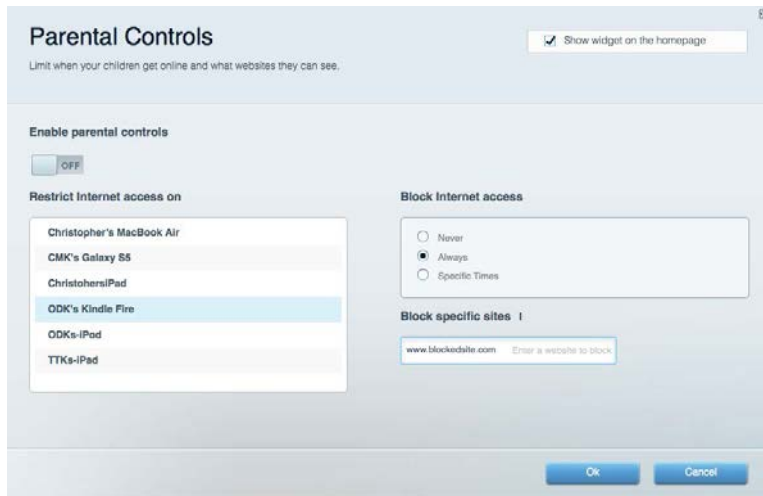 Parental Controls
Show widget on the homepage
Limit when your children get online and what websites they can see.
Enable parental controls
OFF
Restrict Internet access on
Block Internet access
Christopher's MacBook Air
CMK's Galaxy S5
ChristohersiPad
ODK's Kindle Fire
ODKs-iPod
TTKs-iPad
Never
Always
Specific Times
Block specific sites I
www.blockedsite.com Enter a website to block
Ok
Cancel